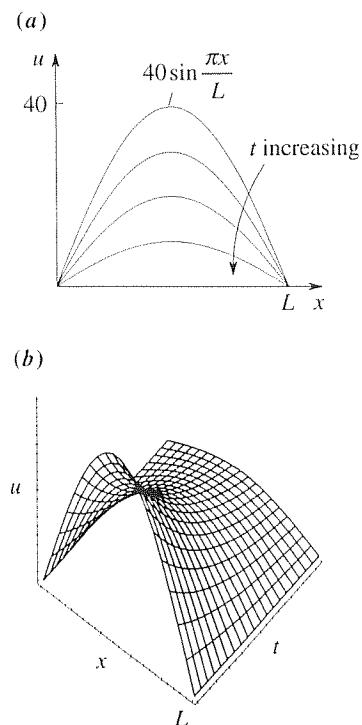 (a)
u
40 sin πx/L
40
t increasing
L x
(b)
u
x
t
L